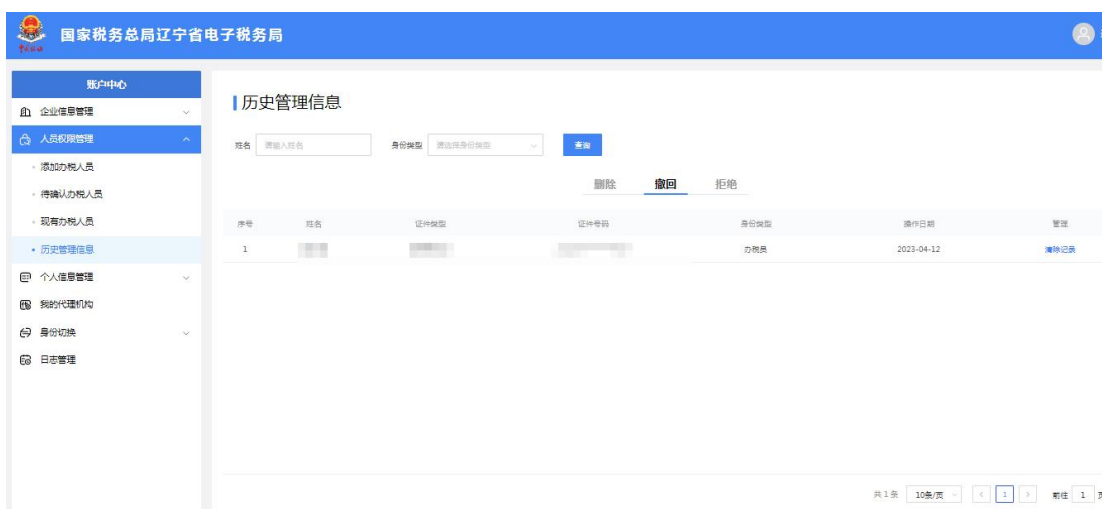 国家税务总局辽宁省电子税务局
账户中心
企业信息管理
人员权限管理
添加办税人员
待确认办税人员
现有办税人员
历史管理信息
个人信息管理
我的代理机构
身份切换
日志管理
历史管理信息
姓名 请输入姓名 身份类型 请选择身份类型 查询
删除 撤回 拒绝
序号 姓名 证件类型 证件号码 身份类型 操作日期 管理
1 办税员 2023-04-12 清除记录
共1条 10条/页 < 1 > 前往 1